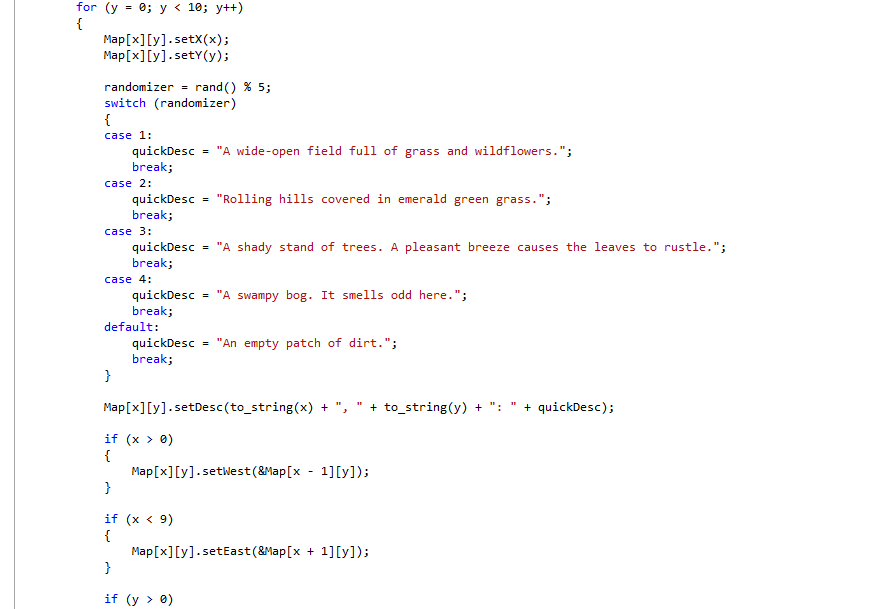 for (y = 0; y < 10; y++)
{
Map[x][y].setX(x);
Map[x][y].setY(y);
randomizer = rand() % 5;
switch (randomizer)
{
case 1:
quickDesc = "A wide-open field full of grass and wildflowers.";
break;
case 2:
quickDesc = "Rolling hills covered in emerald green grass.";
break;
case 3:
quickDesc = "A shady stand of trees. A pleasant breeze causes the leaves to rustle.";
break;
case 4:
quickDesc = "A swampy bog. It smells odd here.";
break;
default:
quickDesc = "An empty patch of dirt.";
break;
}
Map[x][y].setDesc(to_string(x) + ", " + to_string(y) + ": " + quickDesc);
if (x > 0)
{
Map[x][y].setWest(&Map[x - 1][y]);
}
if (x < 9)
{
Map[x][y].setEast(&Map[x + 1][y]);
}
if (y > 0)